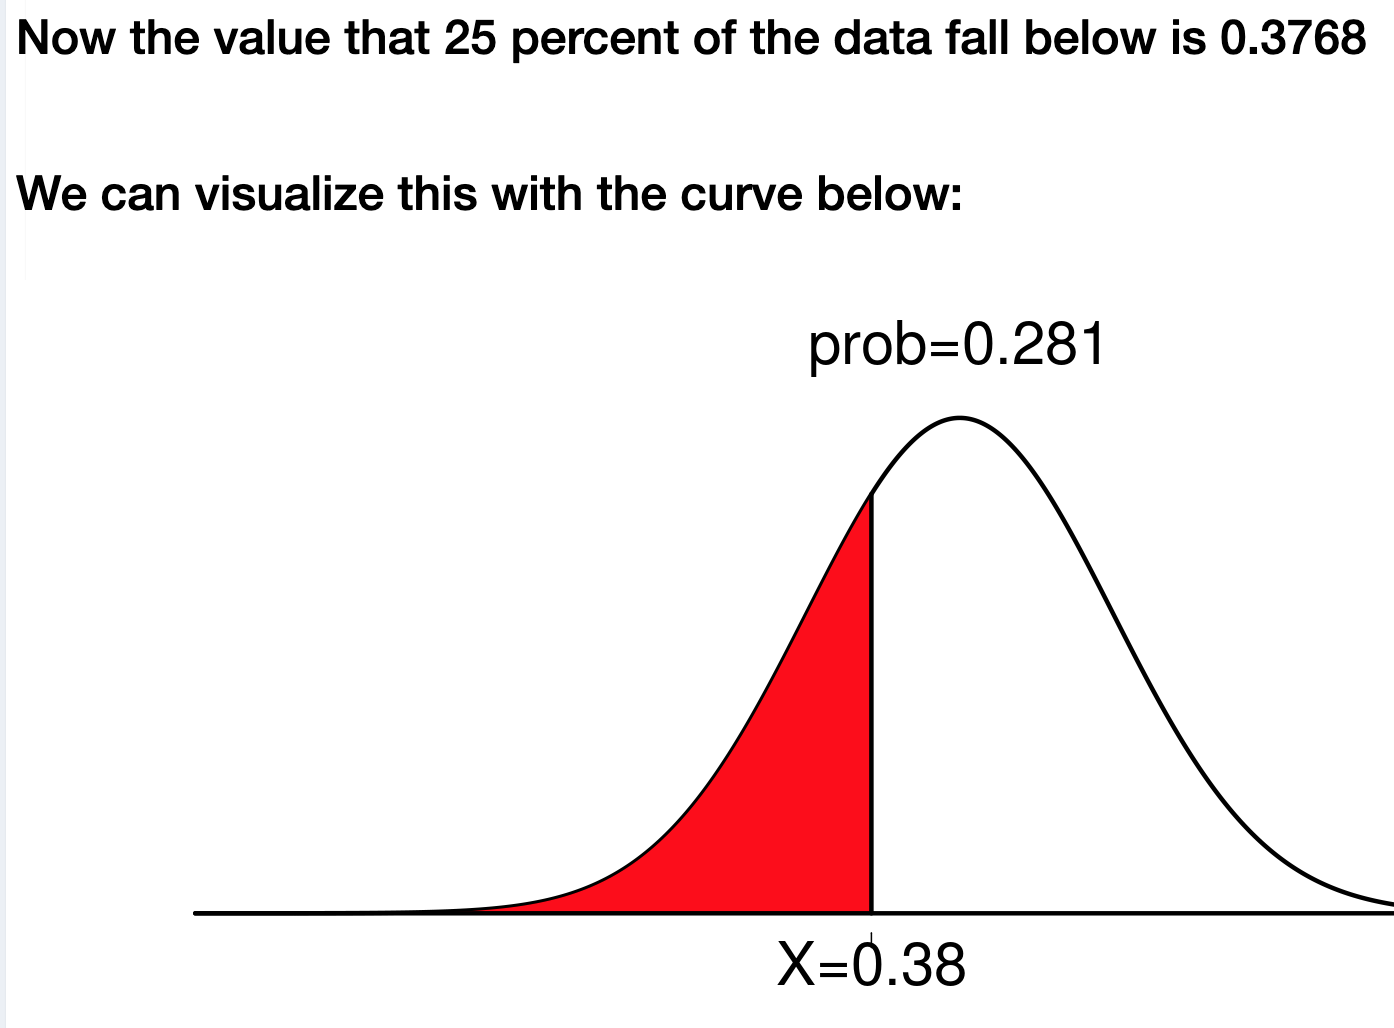 Now the value that 25 percent of the data fall below is 0.3768
We can visualize this with the curve below:
prob=0.281
X=0.38